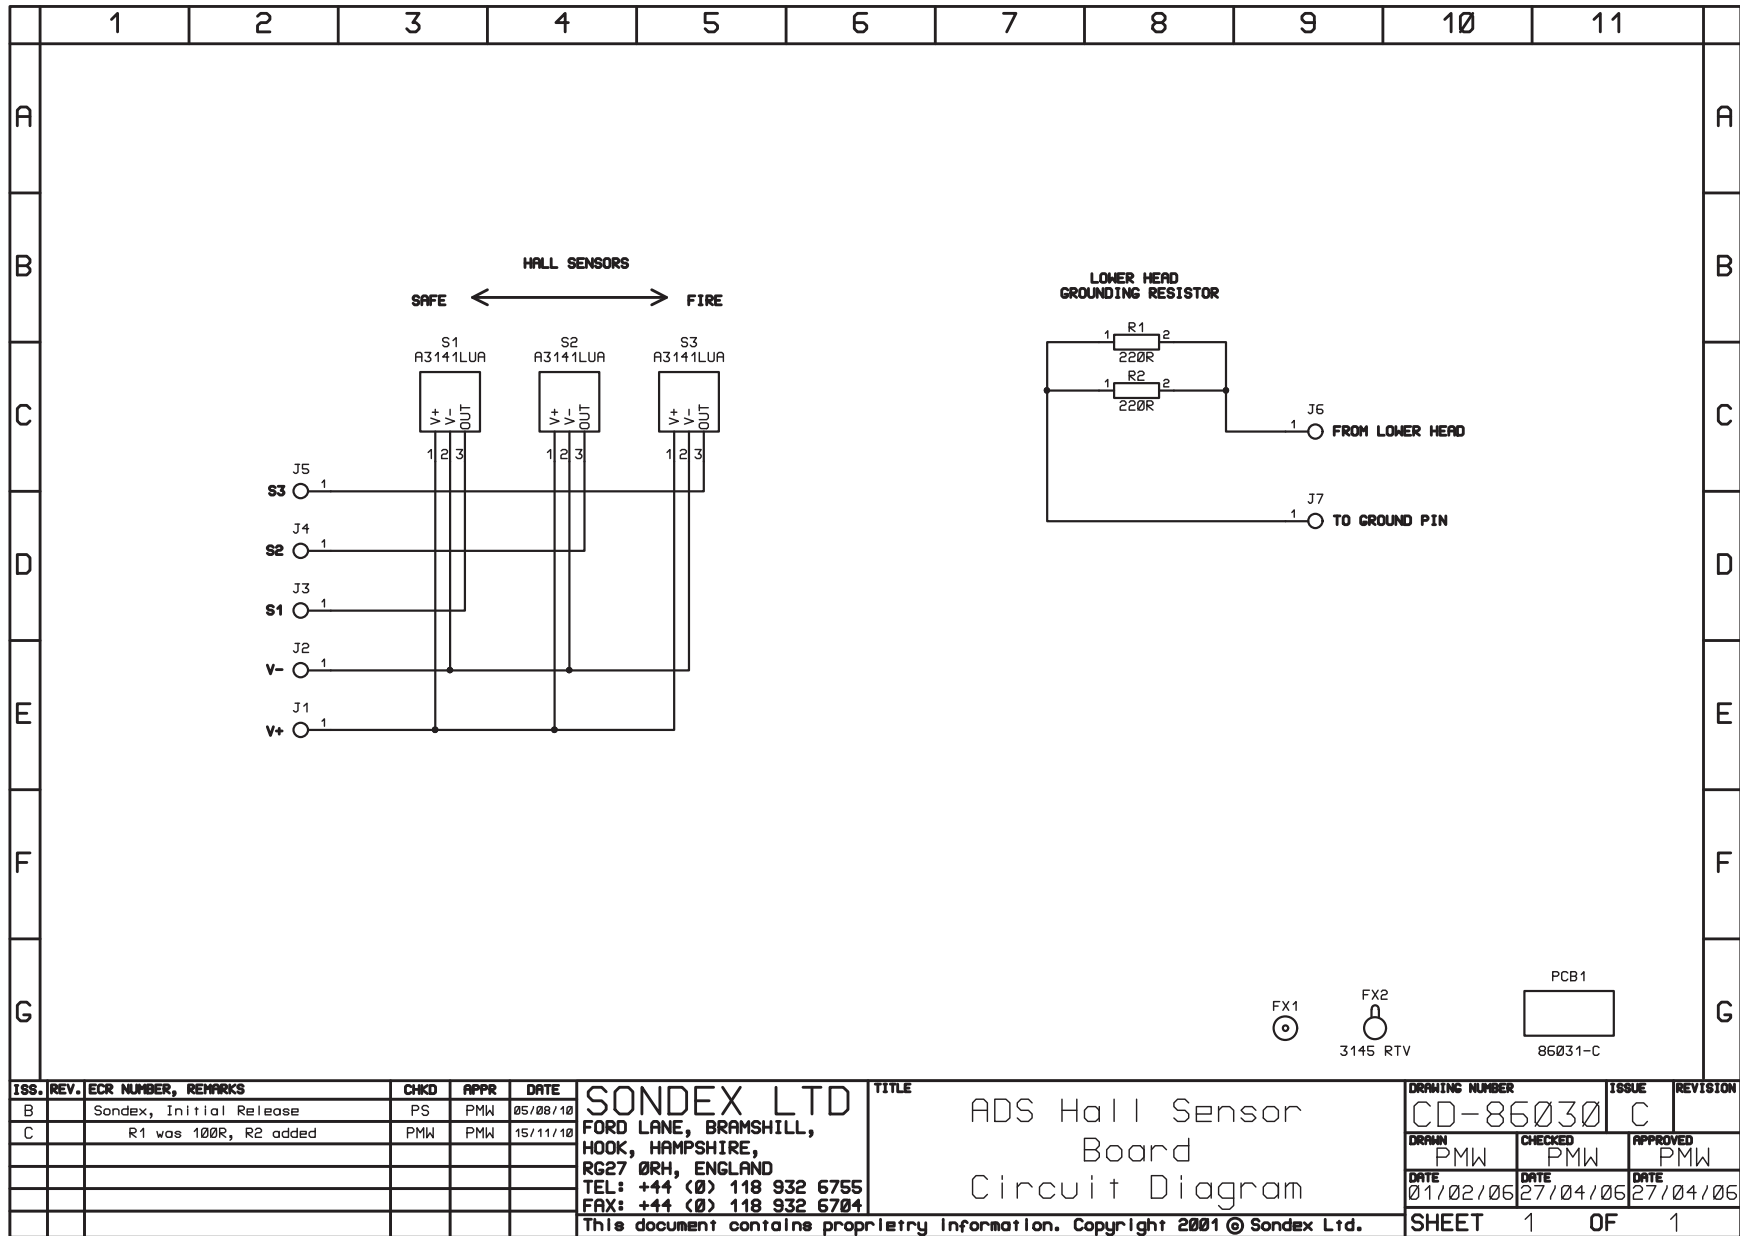 1 2 3 4 5 6 7 8 9 10 11
A A
B B
C C
D D
E E
F F
G G
HALL SENSORS
SAFE FIRE
S1
A3141LUA
S2
A3141LUA
S3
A3141LUA
V+ V- OUT
V+ V- OUT
V+ V- OUT
1 2 3
1 2 3
1 2 3
J5
S3 1
J4
S2 1
J3
S1 1
J2
V- 1
J1
V+ 1
LOWER HEAD
GROUNDING RESISTOR
1 R1 2
220R
1 R2 2
220R
J6
1 FROM LOWER HEAD
J7
1 TO GROUND PIN
FX1
FX2
3145 RTV
PCB1
86031-C
ISS. REV. ECR NUMBER, REMARKS CHKD APPR DATE
B Sondex, Initial Release PS PMW 05/08/10
C R1 was 100R, R2 added PMW PMW 15/11/10
SONDEX LTD
FORD LANE, BRAMSHILL,
HOOK, HAMPSHIRE,
RG27 0RH, ENGLAND
TEL: +44 (0) 118 932 6755
FAX: +44 (0) 118 932 6704
TITLE
ADS Hall Sensor
Board
Circuit Diagram
DRAWING NUMBER ISSUE REVISION
CD-86030 C
DRAWN CHECKED APPROVED
PMW PMW PMW
DATE DATE DATE
01/02/06 27/04/06 27/04/06
This document contains proprietry information. Copyright 2001 © Sondex Ltd.
SHEET 1 OF 1